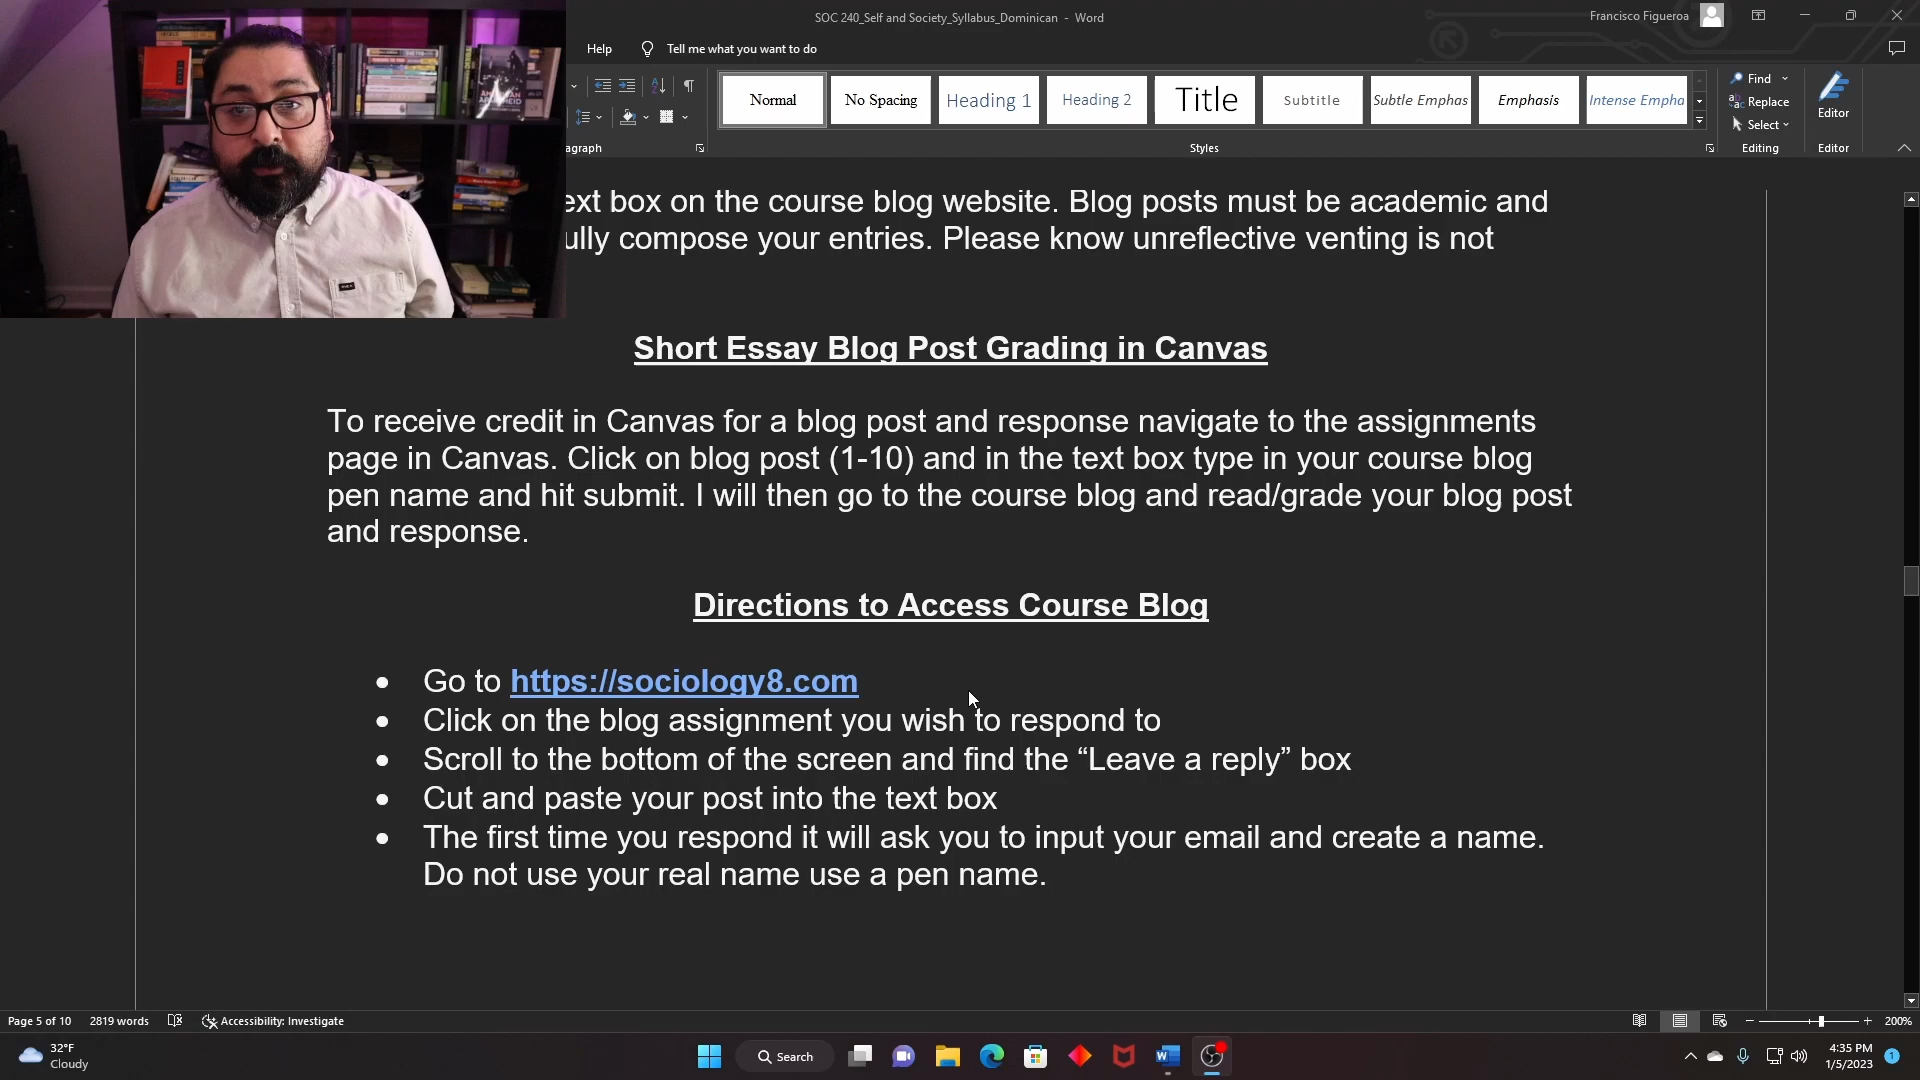 SOC 240_Self and Society_Syllabus_Dominican - Word
Francisco Figueroa
Help
Tell me what you want to do
Normal
No Spacing
Heading 1
Heading 2
Title
Subtitle
Subtle Emphas
Emphasis
Intense Empha
Find
Replace
Select
Editor
agraph
Styles
Editing
Editor
ext box on the course blog website. Blog posts must be academic and
ully compose your entries. Please know unreflective venting is not
Short Essay Blog Post Grading in Canvas
To receive credit in Canvas for a blog post and response navigate to the assignments
page in Canvas. Click on blog post (1-10) and in the text box type in your course blog
pen name and hit submit. I will then go to the course blog and read/grade your blog post
and response.
Directions to Access Course Blog
• Go to https://sociology8.com
• Click on the blog assignment you wish to respond to
• Scroll to the bottom of the screen and find the “Leave a reply” box
• Cut and paste your post into the text box
• The first time you respond it will ask you to input your email and create a name.
Do not use your real name use a pen name.
Page 5 of 10
2819 words
Accessibility: Investigate
200%
32°F
Cloudy
Search
4:35 PM
1/5/2023
1